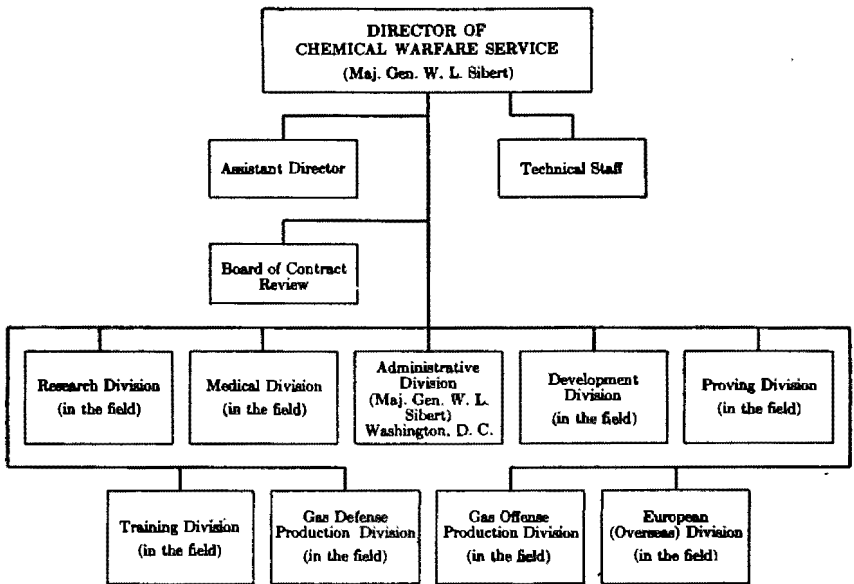 DIRECTOR OF
CHEMICAL WARFARE SERVICE
(Maj. Gen. W. L. Sibert)
Assistant Director
Technical Staff
Board of Contract
Review
Research Division
(in the field)
Medical Division
(in the field)
Administrative
Division
(Maj. Gen. W. L.
Sibert)
Washington, D. C.
Development
Division
(in the field)
Proving Division
(in the field)
Training Division
(in the field)
Gas Defense
Production Division
(in the field)
Gas Offense
Production Division
(in the field)
European
(Overseas) Division
(in the field)